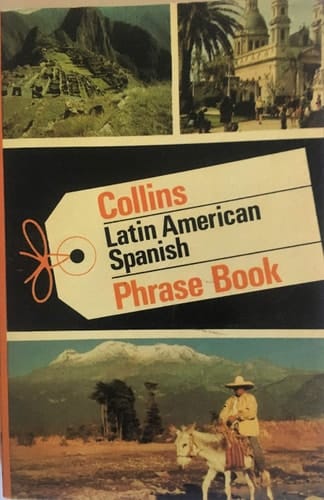 Collins
Latin American
Spanish
Phrase Book